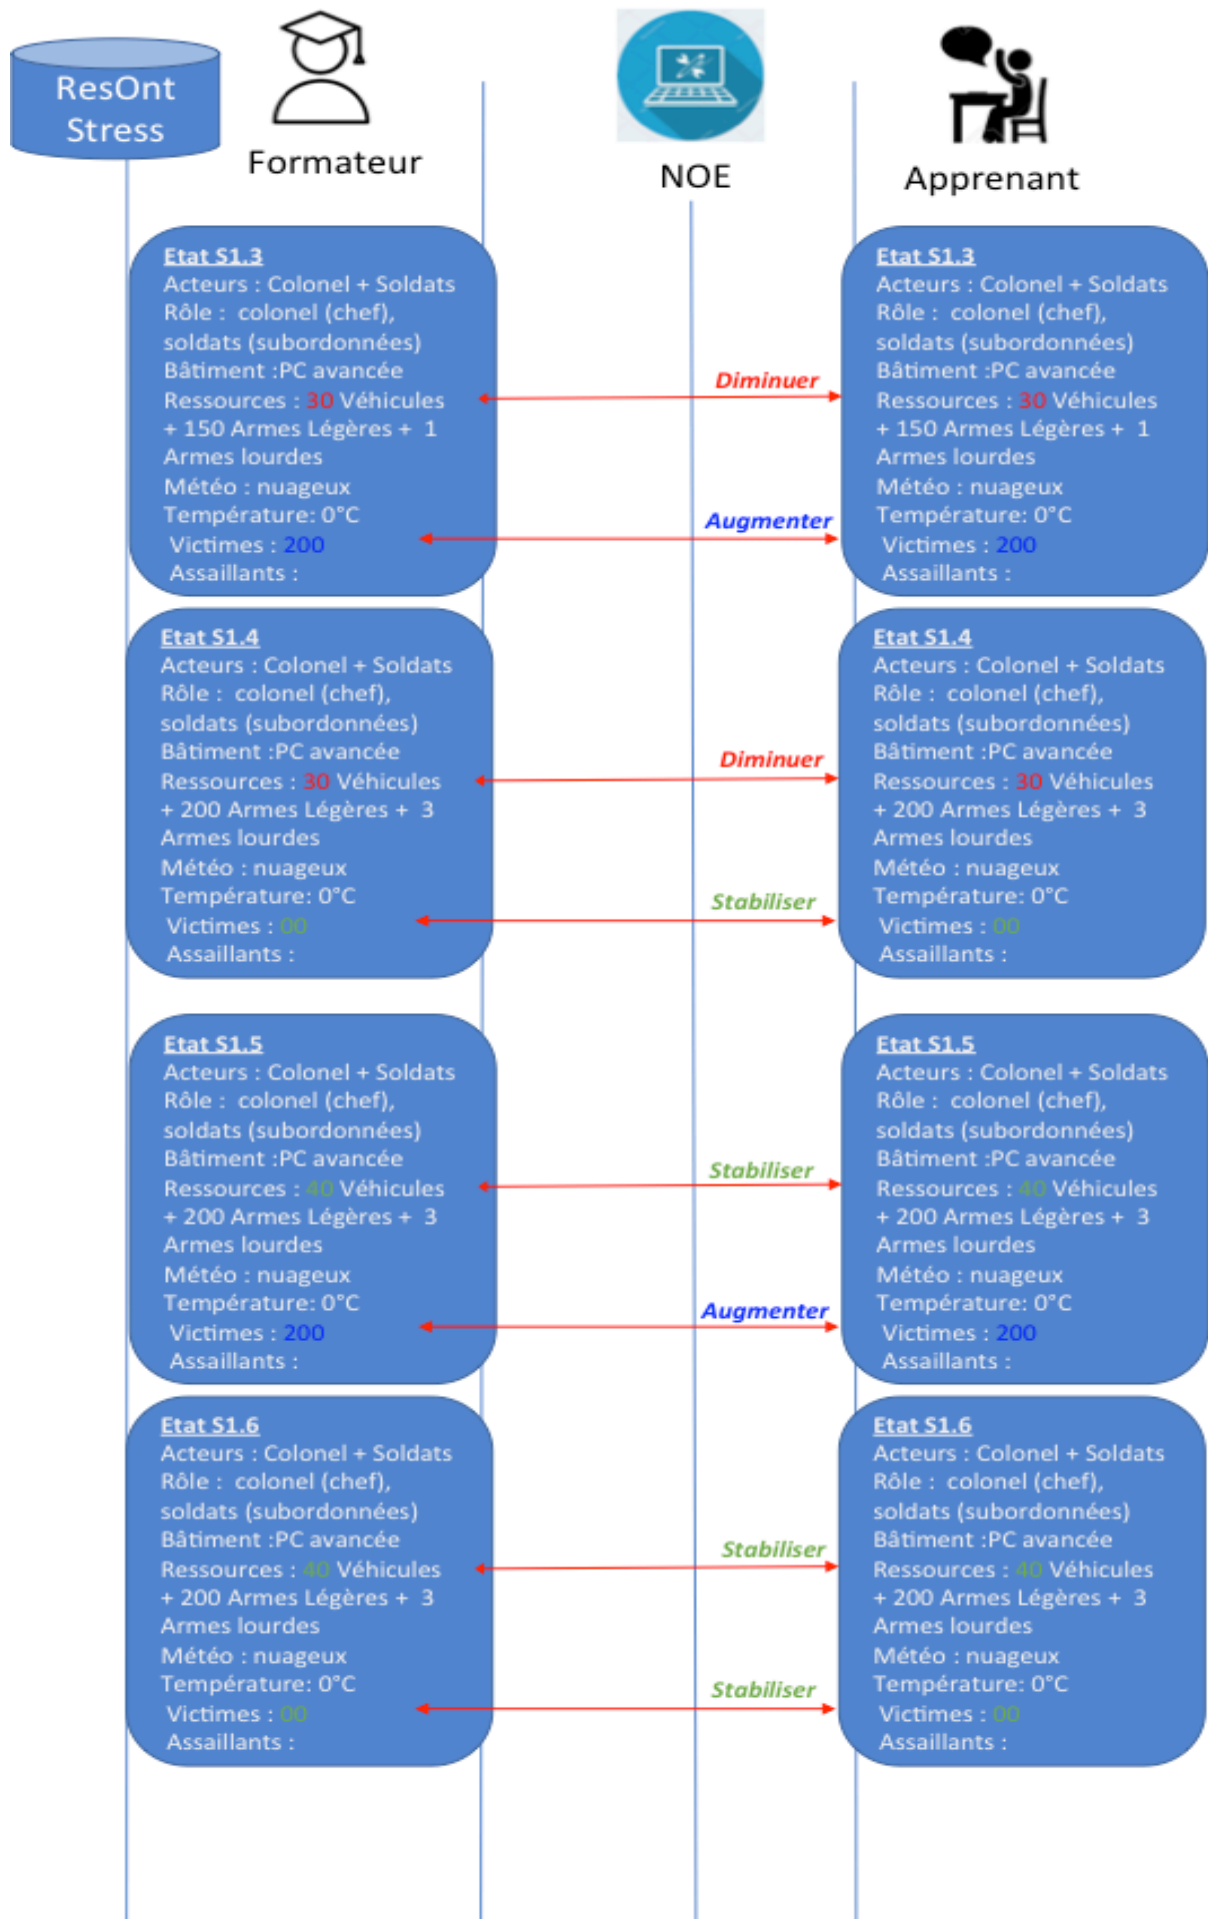 ResOnt
Stress
Formateur
NOE
Apprenant
Etat S1.3
Acteurs : Colonel + Soldats
Rôle : colonel (chef),
soldats (subordonnées)
Bâtiment :PC avancée
Ressources : 30 Véhicules
+ 150 Armes Légères + 1
Armes lourdes
Météo : nuageux
Température: 0°C
Victimes : 200
Assaillants :
Diminuer
Augmenter
Etat S1.3
Acteurs : Colonel + Soldats
Rôle : colonel (chef),
soldats (subordonnées)
Bâtiment :PC avancée
Ressources : 30 Véhicules
+ 150 Armes Légères + 1
Armes lourdes
Météo : nuageux
Température: 0°C
Victimes : 200
Assaillants :
Etat S1.4
Acteurs : Colonel + Soldats
Rôle : colonel (chef),
soldats (subordonnées)
Bâtiment :PC avancée
Ressources : 30 Véhicules
+ 200 Armes Légères + 3
Armes lourdes
Météo : nuageux
Température: 0°C
Victimes : 00
Assaillants :
Diminuer
Stabiliser
Etat S1.4
Acteurs : Colonel + Soldats
Rôle : colonel (chef),
soldats (subordonnées)
Bâtiment :PC avancée
Ressources : 30 Véhicules
+ 200 Armes Légères + 3
Armes lourdes
Météo : nuageux
Température: 0°C
Victimes : 00
Assaillants :
Etat S1.5
Acteurs : Colonel + Soldats
Rôle : colonel (chef),
soldats (subordonnées)
Bâtiment :PC avancée
Ressources : 40 Véhicules
+ 200 Armes Légères + 3
Armes lourdes
Météo : nuageux
Température: 0°C
Victimes : 200
Assaillants :
Stabiliser
Augmenter
Etat S1.5
Acteurs : Colonel + Soldats
Rôle : colonel (chef),
soldats (subordonnées)
Bâtiment :PC avancée
Ressources : 40 Véhicules
+ 200 Armes Légères + 3
Armes lourdes
Météo : nuageux
Température: 0°C
Victimes : 200
Assaillants :
Etat S1.6
Acteurs : Colonel + Soldats
Rôle : colonel (chef),
soldats (subordonnées)
Bâtiment :PC avancée
Ressources : 40 Véhicules
+ 200 Armes Légères + 3
Armes lourdes
Météo : nuageux
Température: 0°C
Victimes : 00
Assaillants :
Stabiliser
Stabiliser
Etat S1.6
Acteurs : Colonel + Soldats
Rôle : colonel (chef),
soldats (subordonnées)
Bâtiment :PC avancée
Ressources : 40 Véhicules
+ 200 Armes Légères + 3
Armes lourdes
Météo : nuageux
Température: 0°C
Victimes : 00
Assaillants :